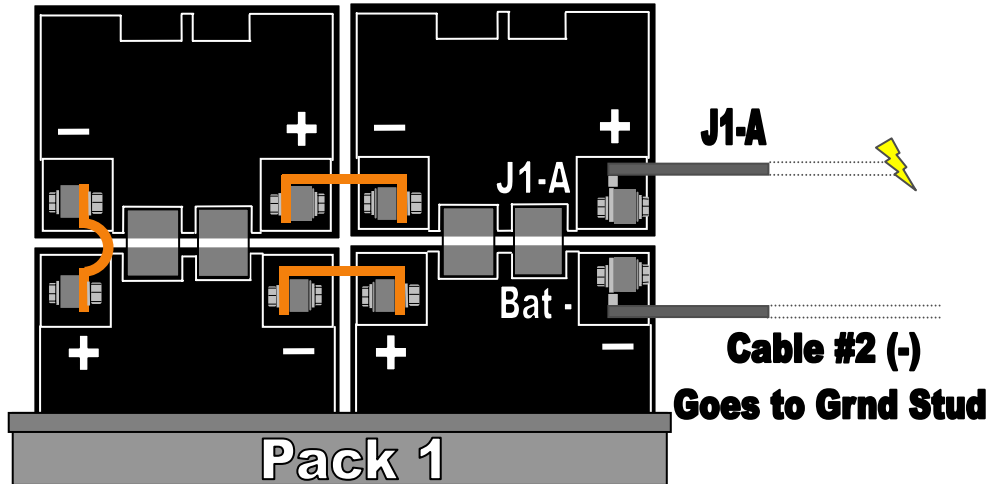 − + − +
J1-A
J1-A
Bat -
+ − + −
Cable #2 (-)
Goes to Grnd Stud
Pack 1